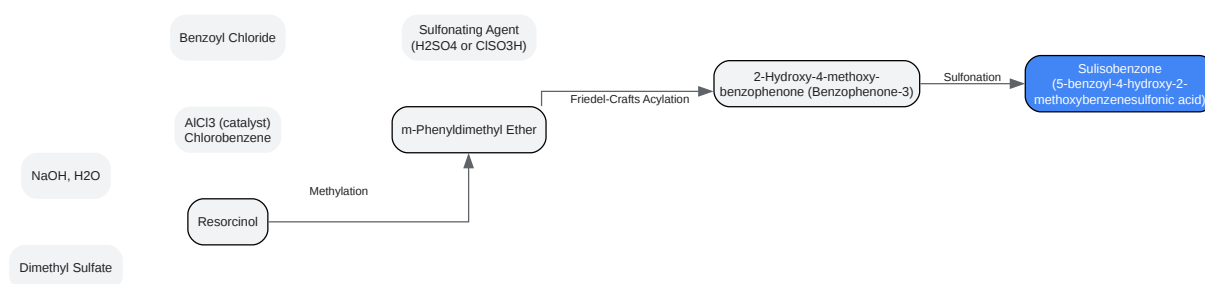 Benzoyl Chloride
Sulfonating Agent
(H2SO4 or ClSO3H)
2-Hydroxy-4-methoxy-
benzophenone (Benzophenone-3)
Sulfonation
Sulisobenzone
(5-benzoyl-4-hydroxy-2-
methoxybenzenesulfonic acid)
Friedel-Crafts Acylation
AlCl3 (catalyst)
Chlorobenzene
m-Phenyldimethyl Ether
NaOH, H2O
Methylation
Resorcinol
Dimethyl Sulfate